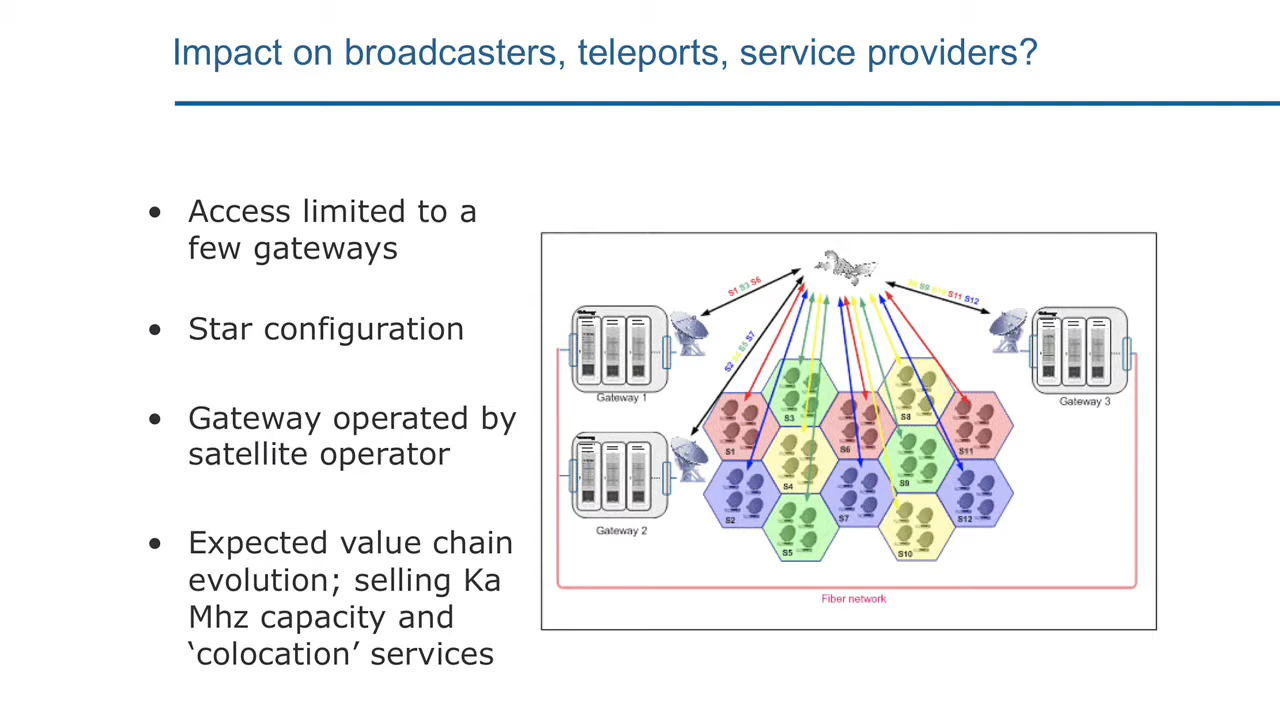 Impact on broadcasters, teleports, service providers?
• Access limited to a
few gateways
• Star configuration
• Gateway operated by
satellite operator
• Expected value chain
evolution; selling Ka
Mhz capacity and
‘colocation’ services
S1 S3 S6
S9 S10 S11 S12
S2 S4 S5 S7
Gateway 1
Gateway 3
Gateway 2
S3
S8
S1
S6
S11
S4
S9
S2
S7
S12
S5
S10
Fiber network